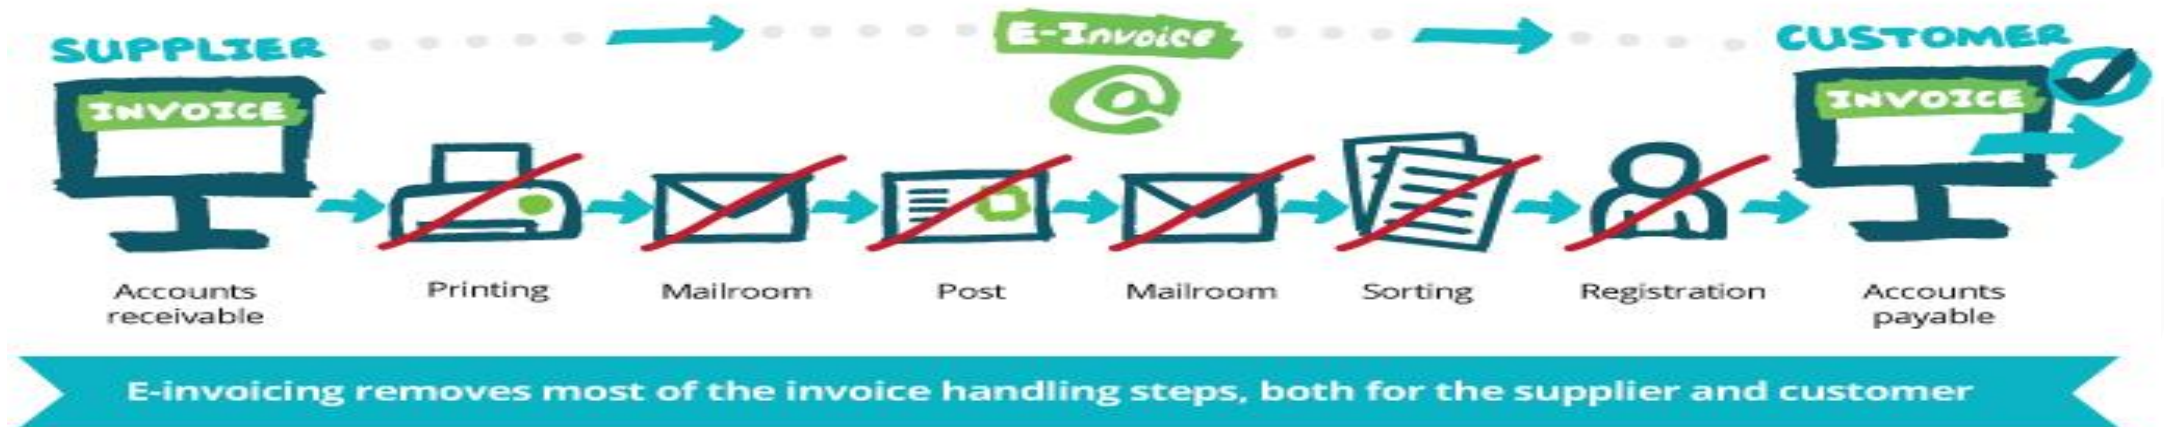 SUPPLIER
E-Invoice
CUSTOMER
INVOICE
@
INVOICE
Accounts
receivable
Printing
Mailroom
Post
Mailroom
Sorting
Registration
Accounts
payable
E-invoicing removes most of the invoice handling steps, both for the supplier and customer